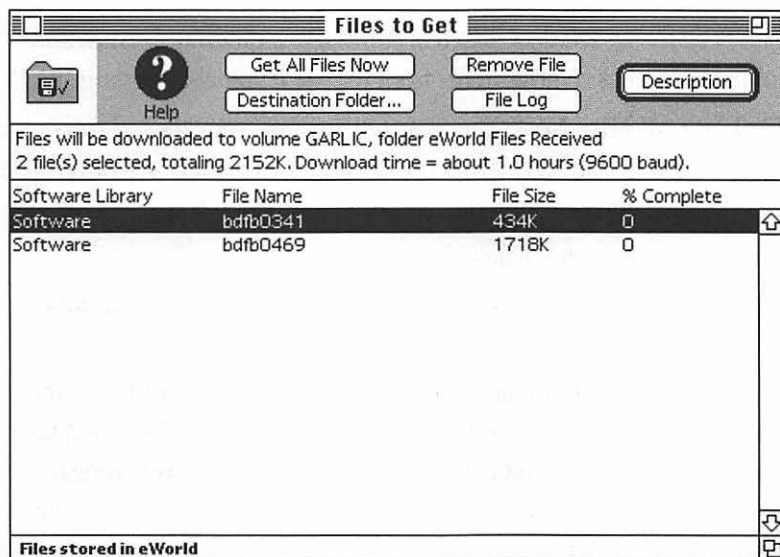 Files to Get
Get All Files Now
Remove File
Description
Help
Destination Folder...
File Log
Files will be downloaded to volume GARLIC, folder eWorld Files Received
2 file(s) selected, totaling 2152K. Download time = about 1.0 hours (9600 baud).
Software Library File Name File Size % Complete
Software bdfb0341 434K 0
Software bdfb0469 1718K 0
Files stored in eWorld